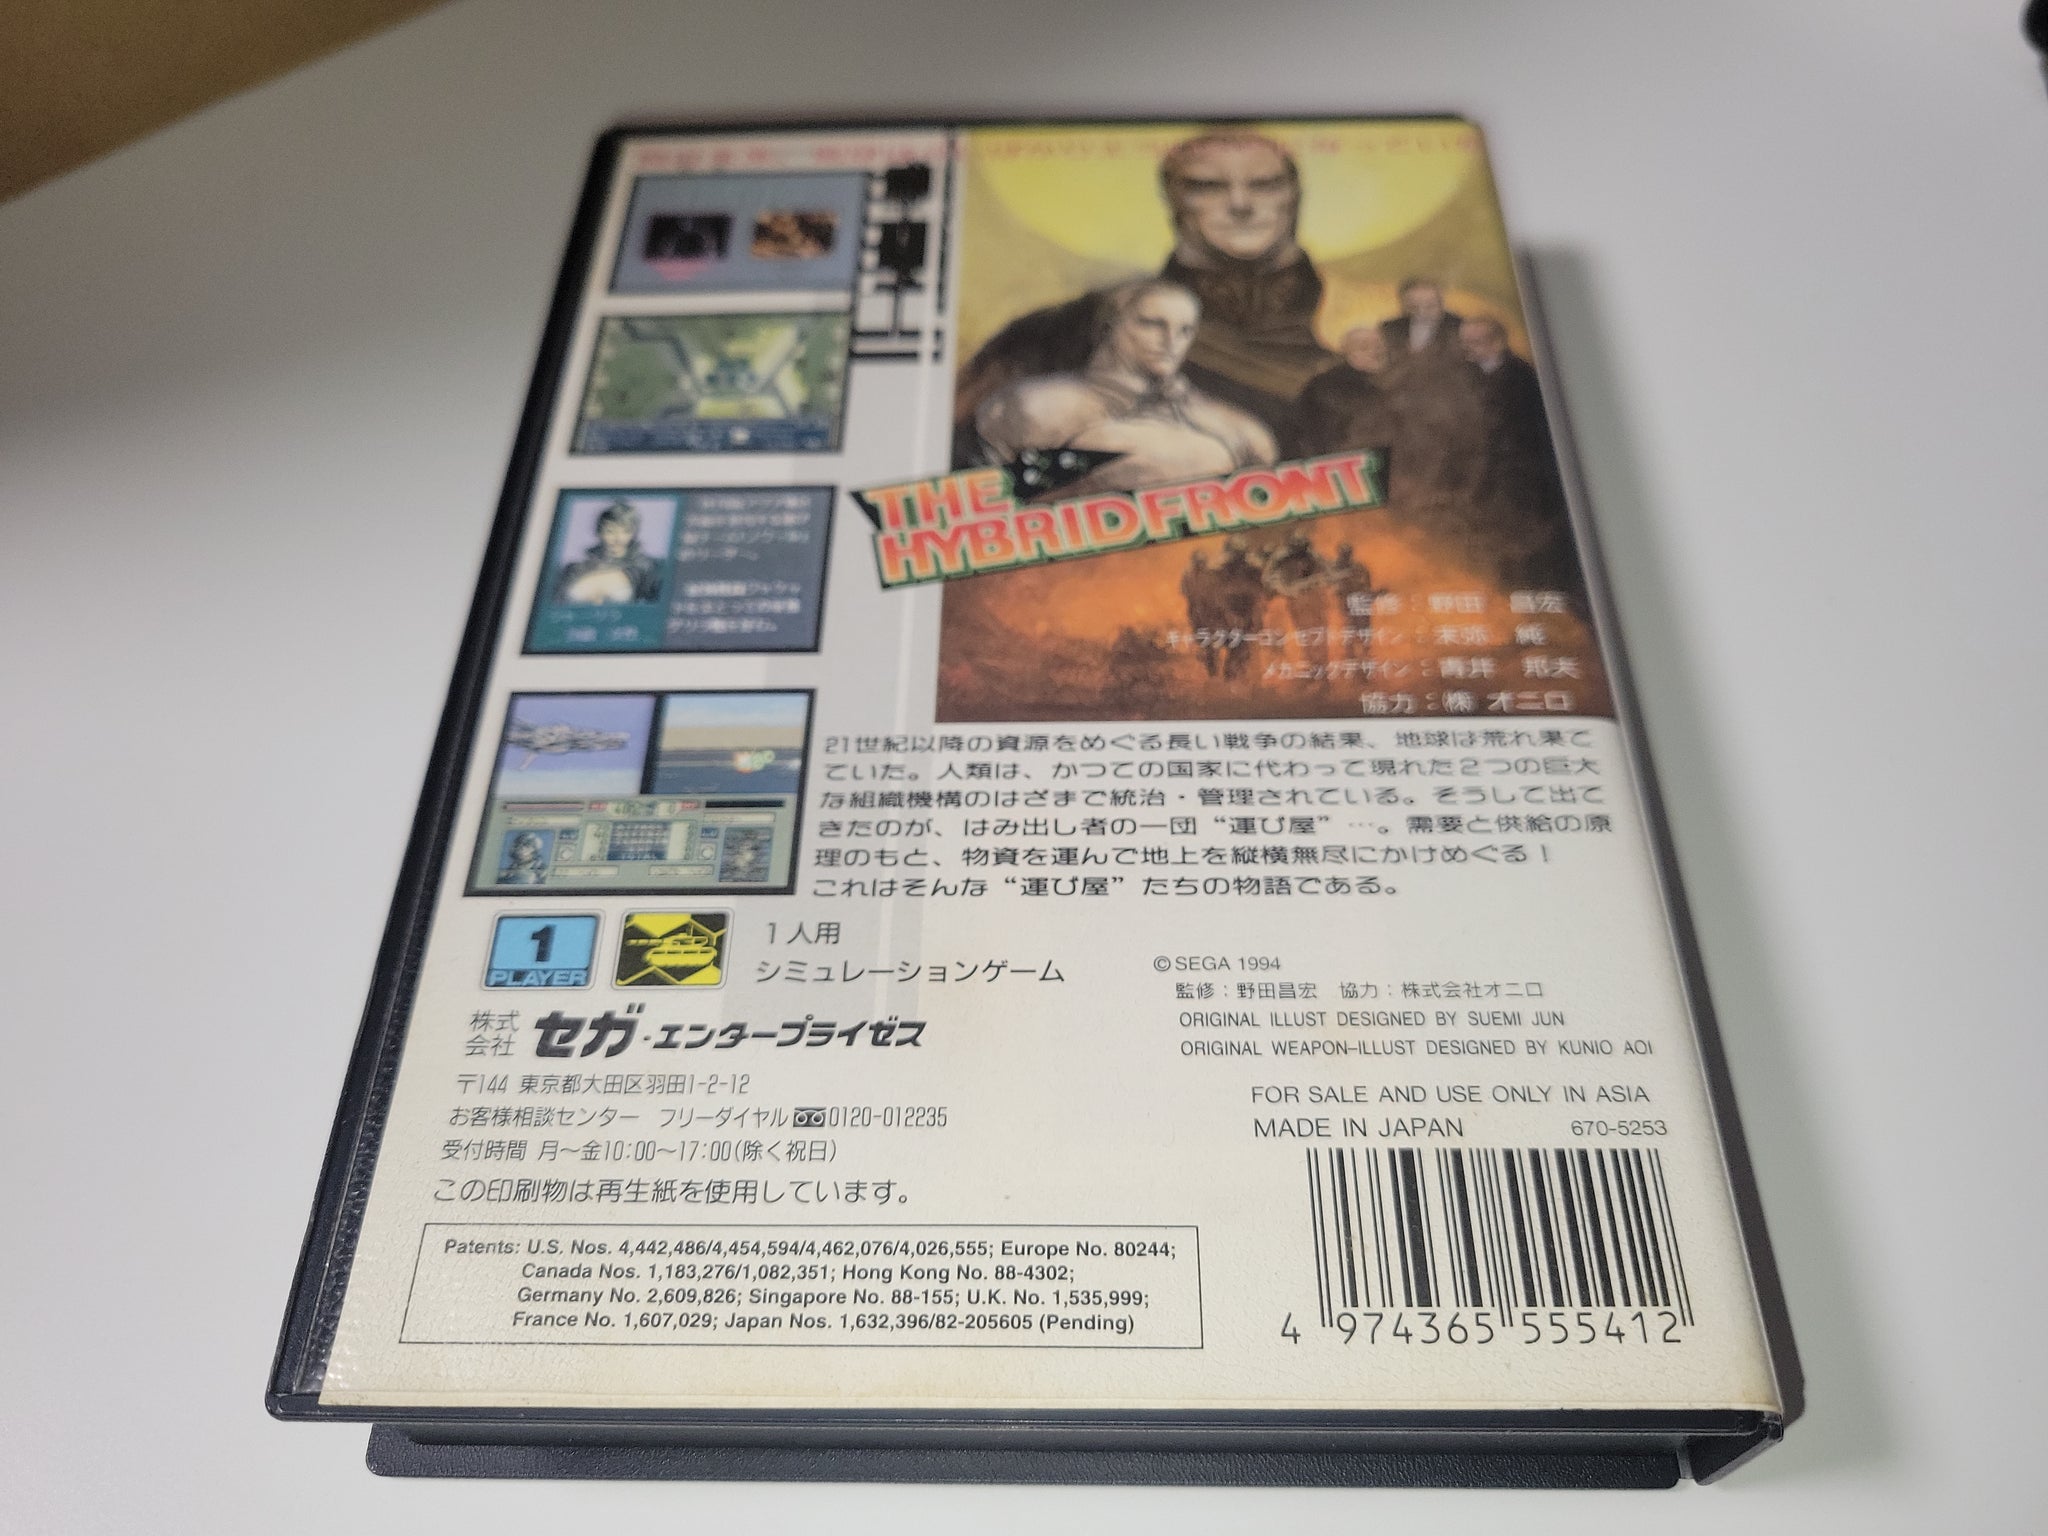 THE
HYBRID FRONT
監修：野田 昌宏
キャラクターコンセプトデザイン：末弥 純
メカニックデザイン：青井 邦夫
協力：㈱オニロ
21世紀以降の資源をめぐる長い戦争の結果、地球は荒れ果て
ていた。人類は、かつての国家に代わって現れた2つの巨大
な組織機構のはざまで統治・管理されている。そうして出て
きたのが、はみ出し者の一団“運び屋”…。需要と供給の原
理のもと、物資を運んで地上を縦横無尽にかけめぐる！
これはそんな“運び屋”たちの物語である。
1
PLAYER
1人用
シミュレーションゲーム
©SEGA 1994
監修：野田昌宏 協力：株式会社オニロ
ORIGINAL ILLUST DESIGNED BY SUEMI JUN
ORIGINAL WEAPON-ILLUST DESIGNED BY KUNIO AOI
株式会社 セガ・エンタープライゼス
〒144 東京都大田区羽田1-2-12
お客様相談センター フリーダイヤル 0120-012235
受付時間 月～金10:00～17:00(除く祝日)
この印刷物は再生紙を使用しています。
FOR SALE AND USE ONLY IN ASIA
MADE IN JAPAN 670-5253
Patents: U.S. Nos. 4,442,486/4,454,594/4,462,076/4,026,555; Europe No. 80244;
Canada Nos. 1,183,276/1,082,351; Hong Kong No. 88-4302;
Germany No. 2,609,826; Singapore No. 88-155; U.K. No. 1,535,999;
France No. 1,607,029; Japan Nos. 1,632,396/82-205605 (Pending)
4 974365 555412